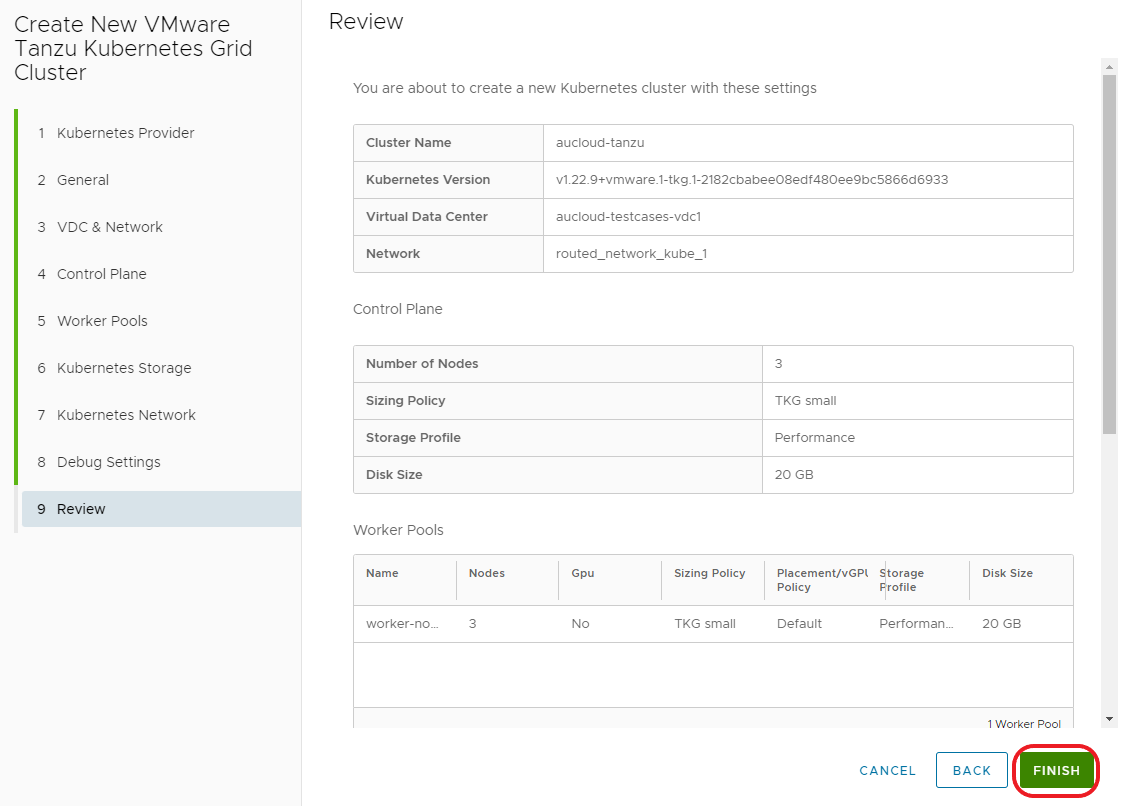 Create New VMware
Tanzu Kubernetes Grid
Cluster
1 Kubernetes Provider
2 General
3 VDC & Network
4 Control Plane
5 Worker Pools
6 Kubernetes Storage
7 Kubernetes Network
8 Debug Settings
9 Review
Review
You are about to create a new Kubernetes cluster with these settings
Cluster Name aucloud-tanzu
Kubernetes Version v1.22.9+vmware.1-tkg.1-2182cbabee08edf480ee9bc5866d6933
Virtual Data Center aucloud-testcases-vdc1
Network routed_network_kube_1
Control Plane
Number of Nodes 3
Sizing Policy TKG small
Storage Profile Performance
Disk Size 20 GB
Worker Pools
Name Nodes Gpu Sizing Policy Placement/vGPU Policy Storage Profile Disk Size
worker-no... 3 No TKG small Default Performan... 20 GB
1 Worker Pool
CANCEL BACK FINISH